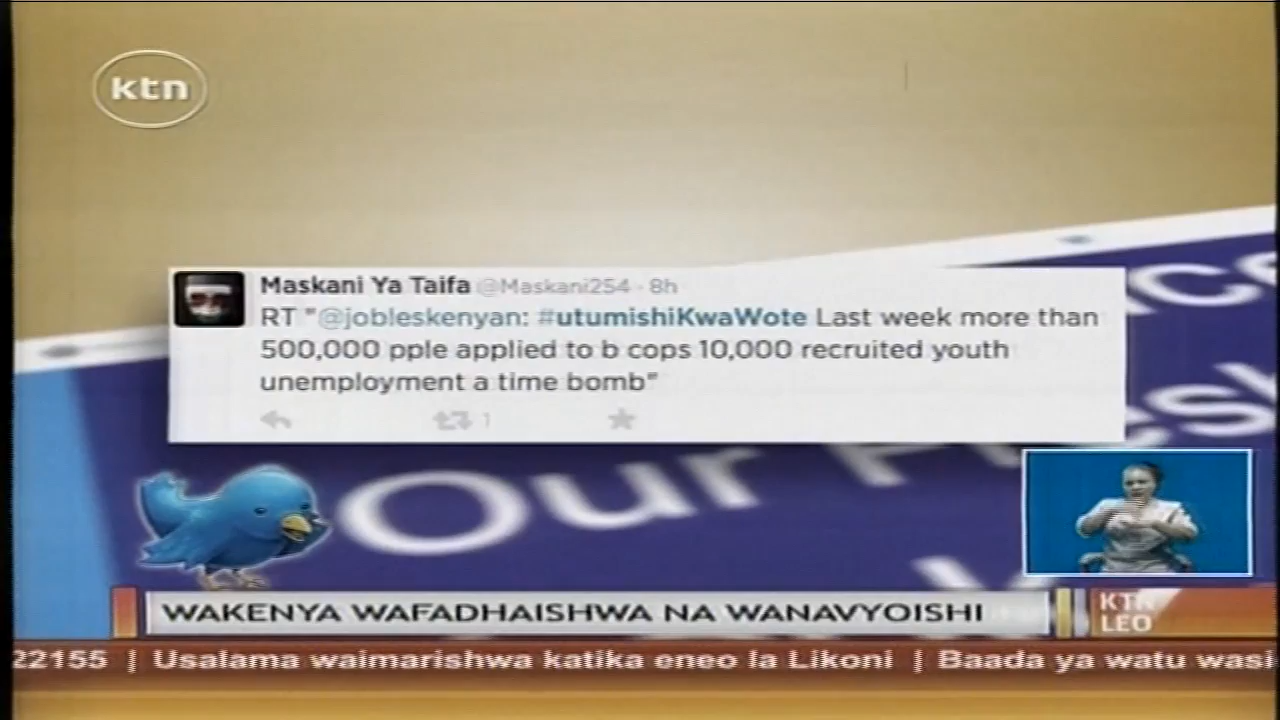 ktn
Maskani Ya Taifa @Maskani254 · 8h
RT "@jobleskenyan: #utumishiKwaWote Last week more than
500,000 pple applied to b cops 10,000 recruited youth
unemployment a time bomb"
1
Our
WAKENYA WAFADHAISHWA NA WANAVYOISHI
KTN
LEO
22155 | Usalama waimarishwa katika eneo la Likoni | Baada ya watu wasi